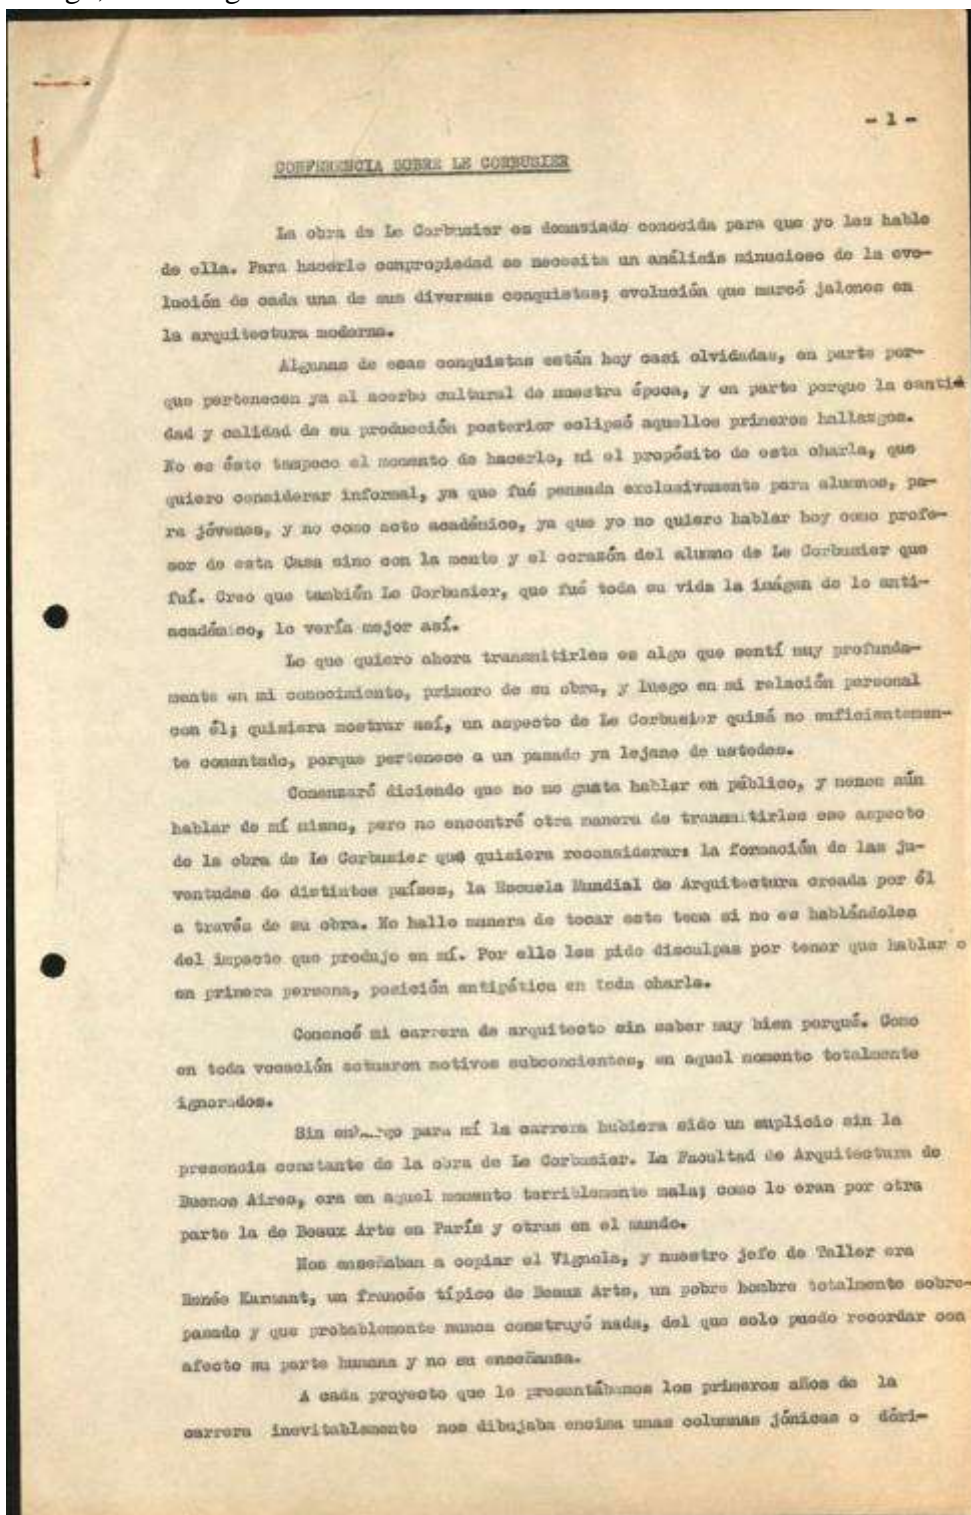 - 1 -
CONFERENCIA SOBRE LE CORBUSIER
La obra de Le Corbusier es demasiado conocida para que yo les hable
de ella. Para hacerlo conpropiedad se necesita un análisis minucioso de la evo-
lución de cada una de sus diversas conquistas; evolución que marcó jalones en
la arquitectura moderna.
Algunas de esas conquistas están hoy casi olvidadas, en parte por-
que pertenecen ya al acerbo cultural de nuestra época, y en parte porque la canti
dad y calidad de su producción posterior eclipsó aquellos primeros hallazgos.
No es éste tampoco el momento de hacerlo, ni el propósito de esta charla, que
quiero considerar informal, ya que fué pensada exclusivamente para alumnos, pa-
ra jóvenes, y no como acto académico, ya que yo no quiero hablar hoy como profe-
sor de esta Casa sino con la mente y el corazón del alumno de Le Corbusier que
fuí. Creo que también Le Corbusier, que fué toda su vida la imágen de lo anti-
académico, lo vería mejor así.
Lo que quiero ahora transmitirles es algo que sentí muy profunda-
mente en mi conocimiento, primero de su obra, y luego en mi relación personal
con él; quisiera mostrar así, un aspecto de Le Corbusier quizá no suficientemen-
te comentado, porque pertenece a un pasado ya lejano de ustedes.
Comenzaré diciendo que no me gusta hablar en público, y menos aún
hablar de mí mismo, pero no encontré otra manera de transmitirles ese aspecto
de la obra de Le Corbusier que quisiera reconsiderar: la formación de las ju-
ventudes de distintos países, la Escuela Mundial de Arquitectura creada por él
a través de su obra. No hallo manera de tocar este tema si no es hablándoles
del impacto que produjo en mí. Por ello les pido disculpas por tener que hablar
en primera persona, posición antipática en toda charla.
Comencé mi carrera de arquitecto sin saber muy bien porqué. Como
en toda vocación actuaron motivos subconcientes, en aquel momento totalmente
ignorados.
Sin embargo para mí la carrera hubiera sido un suplicio sin la
presencia constante de la obra de Le Corbusier. La Facultad de Arquitectura de
Buenos Aires, era en aquel momento terriblemente mala; como lo eran por otra
parte la de Beaux Arts en París y otras en el mundo.
Nos enseñaban a copiar el Vignola, y nuestro jefe de Taller era
Renée Karmant, un francés típico de Beaux Arts, un pobre hombre totalmente sobre-
pasado y que probablemente nunca construyó nada, del que solo puedo recordar con
afecto su parte humana y no su enseñanza.
A cada proyecto que le presentábamos los primeros años de la
carrera inevitablemente nos dibujaba encima unas columnas jónicas o dóri-